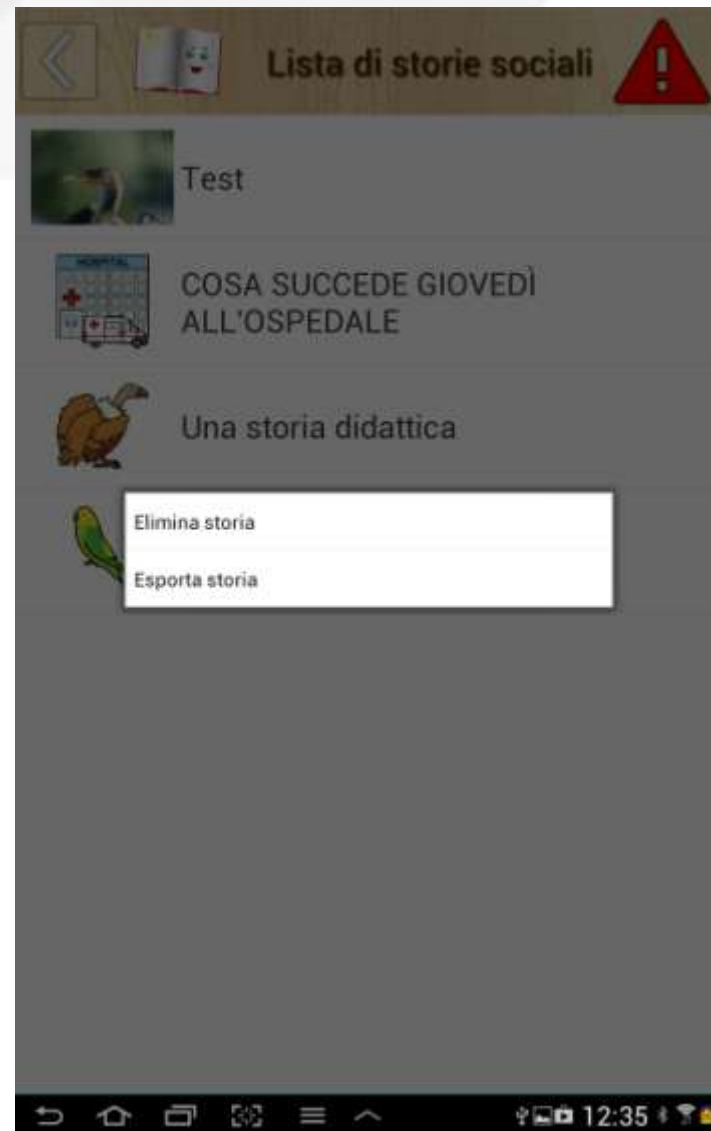 Lista di storie sociali
Test
HOSPITAL
COSA SUCCEDE GIOVEDÌ
ALL'OSPEDALE
Una storia didattica
Elimina storia
Esporta storia
12:35